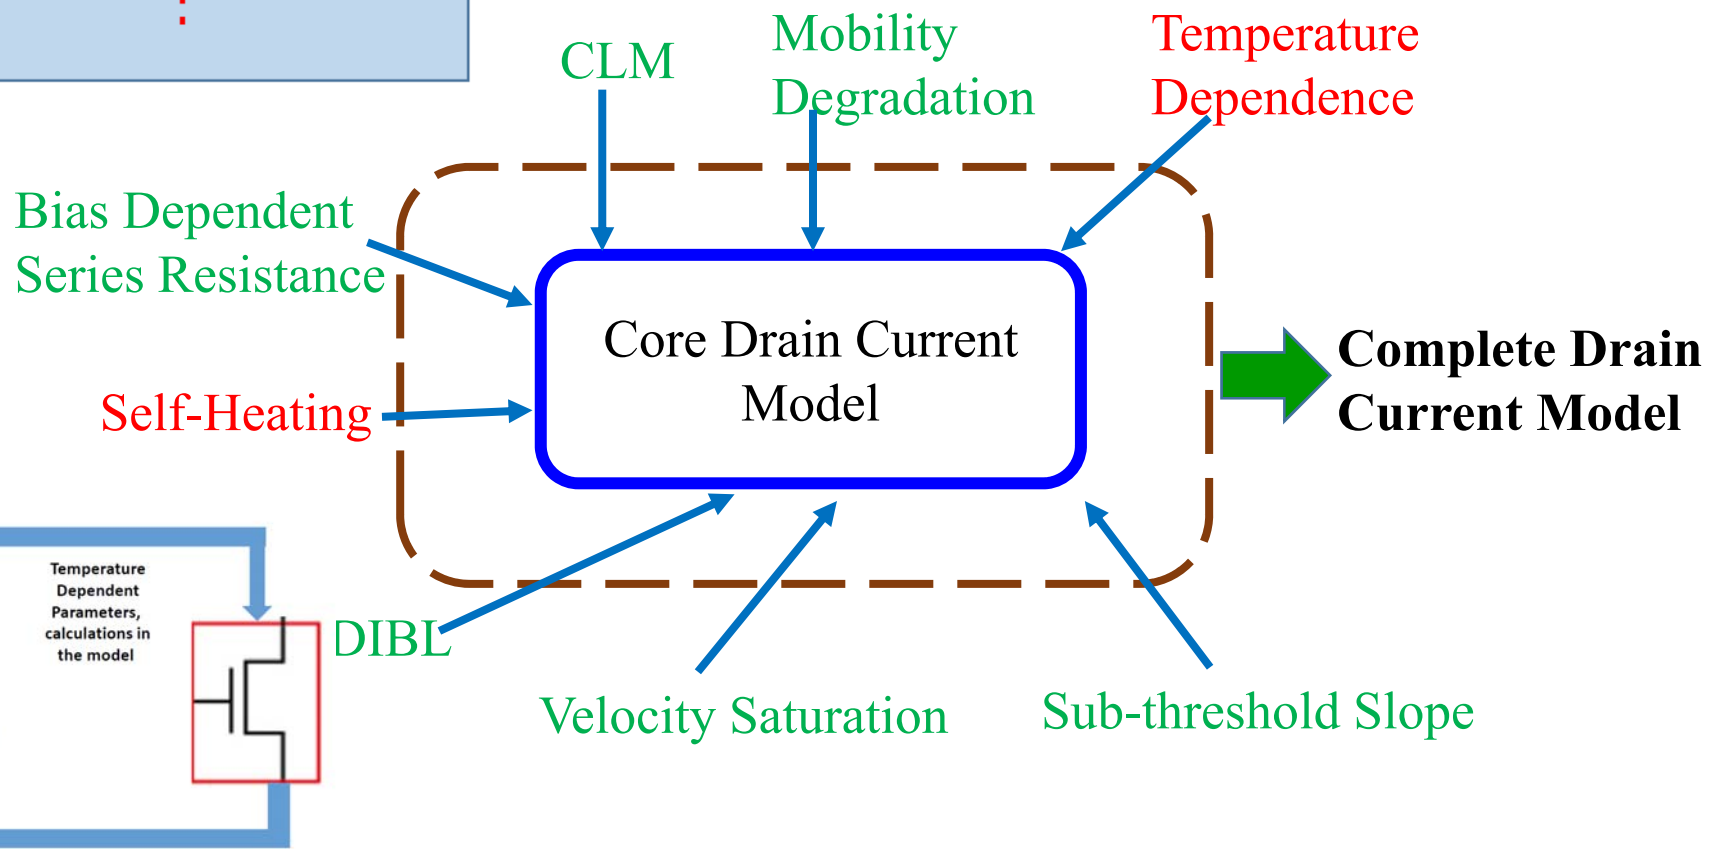 CLM
Mobility
Degradation
Temperature
Dependence
Bias Dependent
Series Resistance
Core Drain Current
Model
Complete Drain
Current Model
Self-Heating
Temperature
Dependent
Parameters,
calculations in
the model
DIBL
Velocity Saturation
Sub-threshold Slope